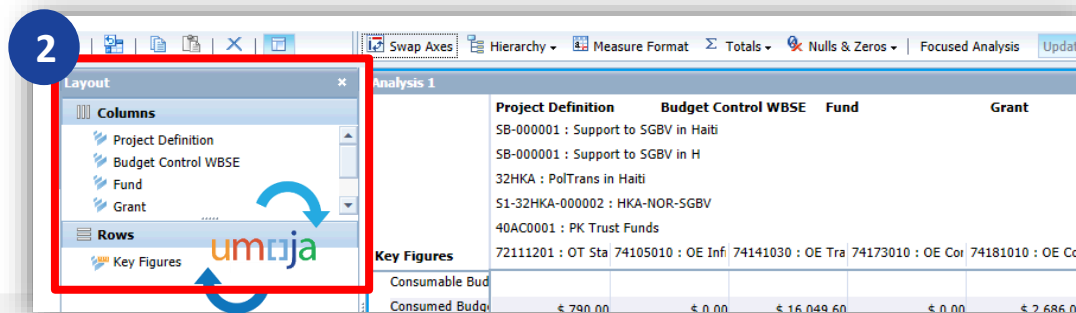 2
Swap Axes Hierarchy Measure Format Σ Totals Nulls & Zeros Focused Analysis
Layout
Analysis 1
Columns
Project Definition
Budget Control WBSE
Fund
Grant
Rows
Key Figures
umoja
Project Definition Budget Control WBSE Fund Grant
SB-000001 : Support to SGBV in Haiti
SB-000001 : Support to SGBV in H
32HKA : PolTrans in Haiti
S1-32HKA-000002 : HKA-NOR-SGBV
40AC0001 : PK Trust Funds
Key Figures 72111201 : OT Sta 74105010 : OE Infi 74141030 : OE Tra 74173010 : OE Cor 74181010 : OE Co
Consumable Bud
Consumed Budg $ 790.00 $ 0.00 $ 16,049.60 $ 0.00 $ 2,686.0